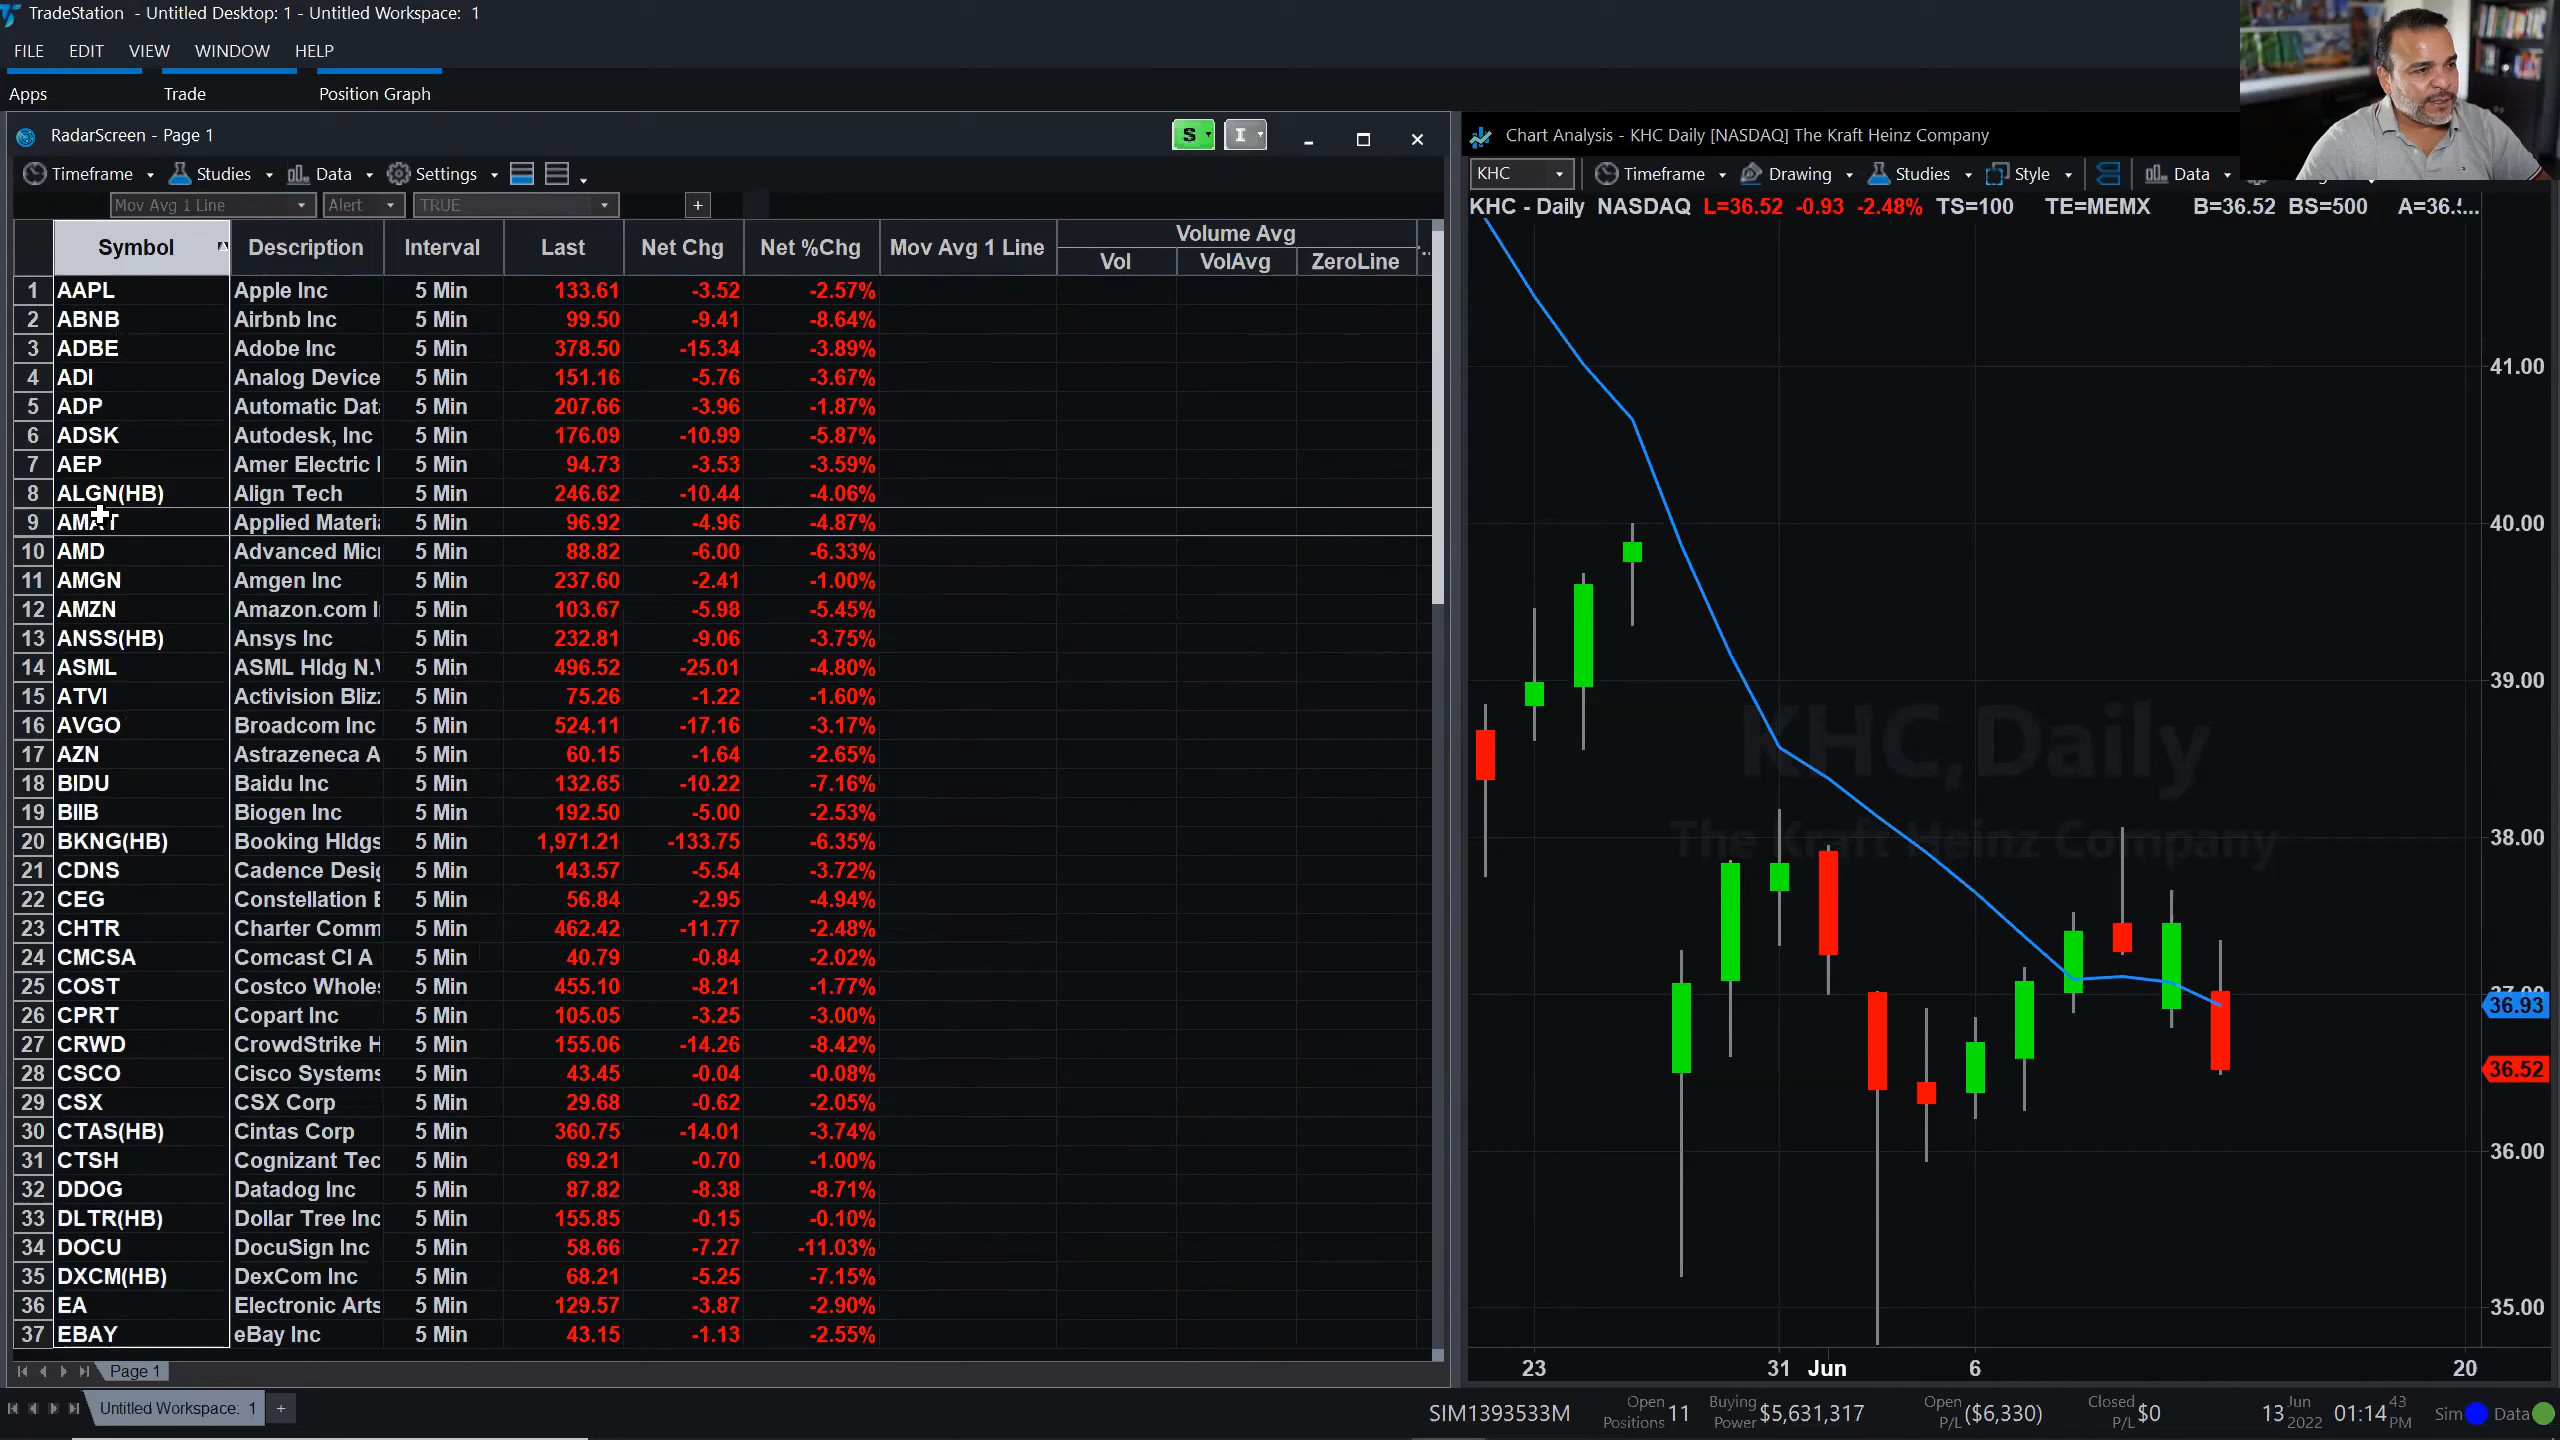 TradeStation - Untitled Desktop: 1 - Untitled Workspace: 1
FILE EDIT VIEW WINDOW HELP
Apps Trade Position Graph
RadarScreen - Page 1 S I
Timeframe Studies Data Settings
Mov Avg 1 Line Alert TRUE +
Symbol Description Interval Last Net Chg Net %Chg Mov Avg 1 Line Volume Avg
Vol VolAvg ZeroLine
1 AAPL Apple Inc 5 Min 133.61 -3.52 -2.57%
2 ABNB Airbnb Inc 5 Min 99.50 -9.41 -8.64%
3 ADBE Adobe Inc 5 Min 378.50 -15.34 -3.89%
4 ADI Analog Device 5 Min 151.16 -5.76 -3.67%
5 ADP Automatic Dat 5 Min 207.66 -3.96 -1.87%
6 ADSK Autodesk, Inc 5 Min 176.09 -10.99 -5.87%
7 AEP Amer Electric 5 Min 94.73 -3.53 -3.59%
8 ALGN(HB) Align Tech 5 Min 246.62 -10.44 -4.06%
9 AMAT Applied Materi 5 Min 96.92 -4.96 -4.87%
10 AMD Advanced Mic 5 Min 88.82 -6.00 -6.33%
11 AMGN Amgen Inc 5 Min 237.60 -2.41 -1.00%
12 AMZN Amazon.com I 5 Min 103.67 -5.98 -5.45%
13 ANSS(HB) Ansys Inc 5 Min 232.81 -9.06 -3.75%
14 ASML ASML Hldg N.V 5 Min 496.52 -25.01 -4.80%
15 ATVI Activision Bliz 5 Min 75.26 -1.22 -1.60%
16 AVGO Broadcom Inc 5 Min 524.11 -17.16 -3.17%
17 AZN Astrazeneca A 5 Min 60.15 -1.64 -2.65%
18 BIDU Baidu Inc 5 Min 132.65 -10.22 -7.16%
19 BIIB Biogen Inc 5 Min 192.50 -5.00 -2.53%
20 BKNG(HB) Booking Hldgs 5 Min 1,971.21 -133.75 -6.35%
21 CDNS Cadence Desi 5 Min 143.57 -5.54 -3.72%
22 CEG Constellation E 5 Min 56.84 -2.95 -4.94%
23 CHTR Charter Comm 5 Min 462.42 -11.77 -2.48%
24 CMCSA Comcast Cl A 5 Min 40.79 -0.84 -2.02%
25 COST Costco Whole 5 Min 455.10 -8.21 -1.77%
26 CPRT Copart Inc 5 Min 105.05 -3.25 -3.00%
27 CRWD CrowdStrike H 5 Min 155.06 -14.26 -8.42%
28 CSCO Cisco Systems 5 Min 43.45 -0.04 -0.08%
29 CSX CSX Corp 5 Min 29.68 -0.62 -2.05%
30 CTAS(HB) Cintas Corp 5 Min 360.75 -14.01 -3.74%
31 CTSH Cognizant Tec 5 Min 69.21 -0.70 -1.00%
32 DDOG Datadog Inc 5 Min 87.82 -8.38 -8.71%
33 DLTR(HB) Dollar Tree Inc 5 Min 155.85 -0.15 -0.10%
34 DOCU DocuSign Inc 5 Min 58.66 -7.27 -11.03%
35 DXCM(HB) DexCom Inc 5 Min 68.21 -5.25 -7.15%
36 EA Electronic Arts 5 Min 129.57 -3.87 -2.90%
37 EBAY eBay Inc 5 Min 43.15 -1.13 -2.55%
Page 1
Chart Analysis - KHC Daily [NASDAQ] The Kraft Heinz Company
KHC Timeframe Drawing Studies Style Data
KHC - Daily NASDAQ L=36.52 -0.93 -2.48% TS=100 TE=MEMX B=36.52 BS=500 A=36.5...
41.00
40.00
39.00
KHC,Daily
38.00
The Kraft Heinz Company
37.00
36.93
36.52
36.00
35.00
23 31 Jun 6 20
Untitled Workspace: 1 +
SIM1393533M Open Positions 11 Buying Power $5,631,317 Open P/L ($6,330) Closed P/L $0 13 Jun 2022 01:14 43 PM Sim Data